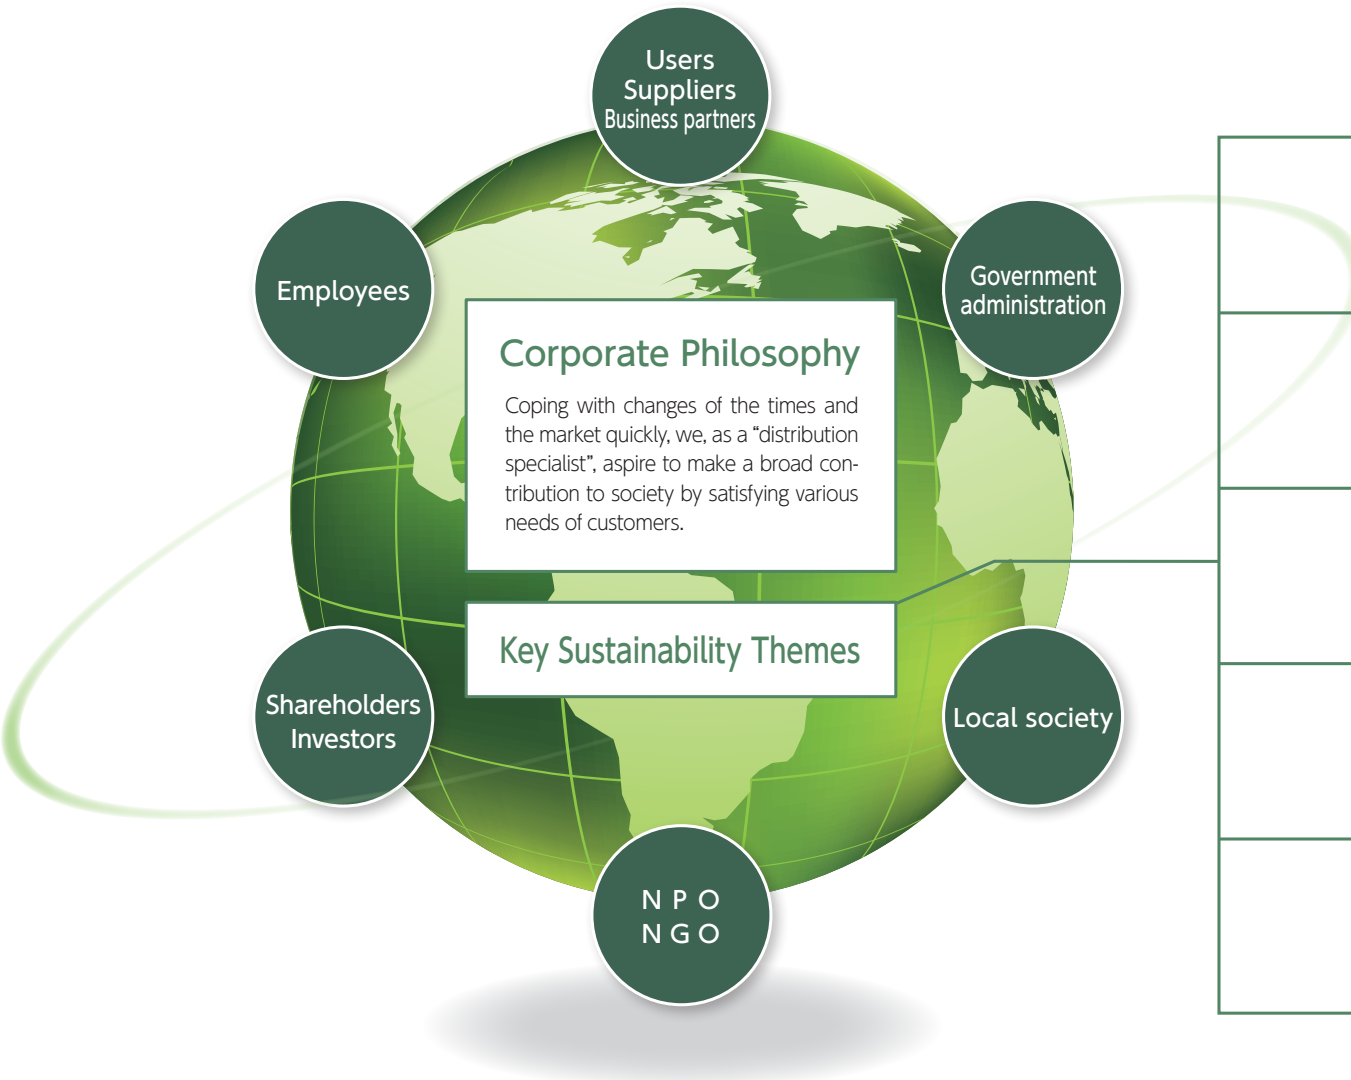 Users
Suppliers
Business partners
Employees
Government
administration
Corporate Philosophy
Coping with changes of the times and
the market quickly, we, as a “distribution
specialist”, aspire to make a broad con-
tribution to society by satisfying various
needs of customers.
Key Sustainability Themes
Shareholders
Investors
Local society
NPO
NGO